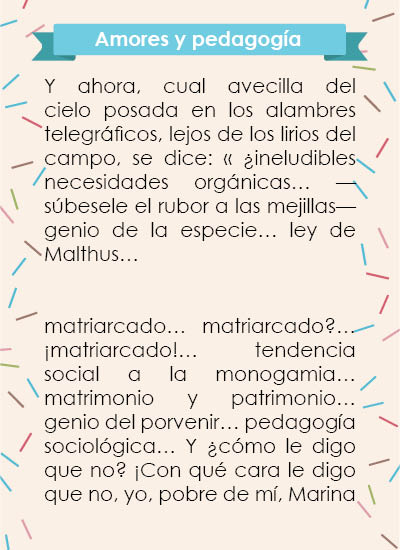 Amores y pedagogía
Y ahora, cual avecilla del
cielo posada en los alambres
telegráficos, lejos de los lirios del
campo, se dice: « ¿ineludibles
necesidades orgánicas… —
súbesele el rubor a las mejillas—
genio de la especie… ley de
Malthus…
matriarcado… matriarcado?…
¡matriarcado!… tendencia
social a la monogamia…
matrimonio y patrimonio…
genio del porvenir… pedagogía
sociológica… Y ¿cómo le digo
que no? ¡Con qué cara le digo
que no, yo, pobre de mí, Marina